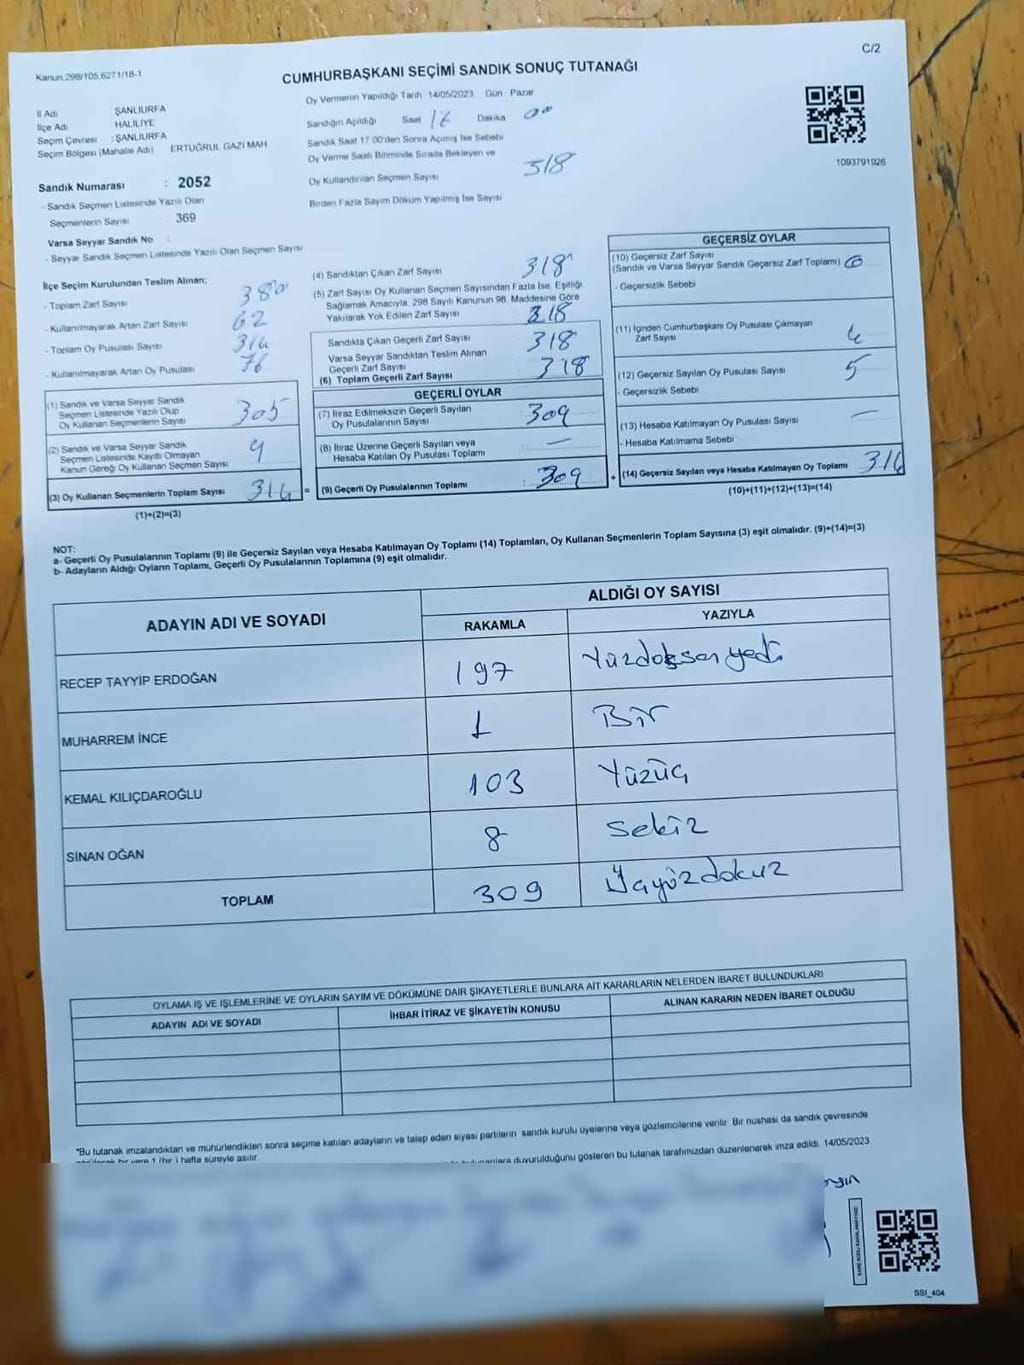 C/2
Kanun:298/105,6271/18-1
CUMHURBAŞKANI SEÇİMİ SANDIK SONUÇ TUTANAĞI
İl Adı ŞANLIURFA
İlçe Adı HALİLİYE
Seçim Çevresi : ŞANLIURFA
Seçim Bölgesi (Mahalle Adı) ERTUĞRUL GAZİ MAH
Oy Vermenin Yapıldığı Tarih 14/05/2023 Gün : Pazar
Sandığın Açıldığı Saat Dakika 00
Sandık Saat 17:00'den Sonra Açımış İse Sebebi
Oy Verme Saati Bitiminde Sırada Bekleyen ve
Oy Kullandırılan Seçmen Sayısı 318
Birden Fazla Sayım Döküm Yapılmış İse Sayısı
1093791926
Sandık Numarası : 2052
- Sandık Seçmen Listesinde Yazılı Olan
Seçmenlerin Sayısı 369
Varsa Seyyar Sandık No :
- Seyyar Sandık Seçmen Listesinde Yazılı Olan Seçmen Sayısı
İlçe Seçim Kurulundan Teslim Alınan;
- Toplam Zarf Sayısı 380
- Kullanılmayarak Artan Zarf Sayısı 62
- Toplam Oy Pusulası Sayısı
- Kullanılmayarak Artan Oy Pusulası 76
(1) Sandık ve Varsa Seyyar Sandık
Seçmen Listesinde Yazılı Olup
Oy Kullanan Seçmenlerin Sayısı 305
(2) Sandık ve Varsa Seyyar Sandık
Seçmen Listesinde Kayıtlı Olmayan
Kanun Gereği Oy Kullanan Seçmen Sayısı 9
(3) Oy Kullanan Seçmenlerin Toplam Sayısı
(1)+(2)=(3)
(4) Sandıktan Çıkan Zarf Sayısı 318
(5) Zarf Sayısı Oy Kullanan Seçmen Sayısından Fazla İse, Eşitliği
Sağlamak Amacıyla, 298 Sayılı Kanunun 98. Maddesine Göre
Yakılarak Yok Edilen Zarf Sayısı 318
Sandıkta Çıkan Geçerli Zarf Sayısı 318
Varsa Seyyar Sandıktan Teslim Alınan
Geçerli Zarf Sayısı
(6) Toplam Geçerli Zarf Sayısı 318
GEÇERLİ OYLAR
(7) İtiraz Edilmeksizin Geçerli Sayılan
Oy Pusulalarının Sayısı 309
(8) İtiraz Üzerine Geçerli Sayılan veya
Hesaba Katılan Oy Pusulası Toplamı —
= (9) Geçerli Oy Pusulalarının Toplamı 309 +
GEÇERSİZ OYLAR
(10) Geçersiz Zarf Sayısı
(Sandık ve Varsa Seyyar Sandık Geçersiz Zarf Toplamı)
- Geçersizlik Sebebi
(11) İçinden Cumhurbaşkanı Oy Pusulası Çıkmayan
Zarf Sayısı 4
(12) Geçersiz Sayılan Oy Pusulası Sayısı 5
- Geçersizlik Sebebi :
(13) Hesaba Katılmayan Oy Pusulası Sayısı —
- Hesaba Katılmama Sebebi :
(14) Geçersiz Sayılan veya Hesaba Katılmayan Oy Toplamı
(10)+(11)+(12)+(13)=(14)
NOT:
a- Geçerli Oy Pusulalarının Toplamı (9) ile Geçersiz Sayılan veya Hesaba Katılmayan Oy Toplamı (14) Toplamları, Oy Kullanan Seçmenlerin Toplam Sayısına (3) eşit olmalıdır. (9)+(14)=(3)
b- Adayların Aldığı Oyların Toplamı, Geçerli Oy Pusulalarının Toplamına (9) eşit olmalıdır.
ADAYIN ADI VE SOYADI
ALDIĞI OY SAYISI
RAKAMLA YAZIYLA
RECEP TAYYİP ERDOĞAN 197 Yüzdoksanyedi
MUHARREM İNCE 1 Bir
KEMAL KILIÇDAROĞLU 103 Yüzüç
SİNAN OĞAN 8 Sekiz
TOPLAM 309
OYLAMA İŞ VE İŞLEMLERİNE VE OYLARIN SAYIM VE DÖKÜMÜNE DAİR ŞİKAYETLERLE BUNLARA AİT KARARLARIN NELERDEN İBARET BULUNDUKLARI
ADAYIN ADI VE SOYADI İHBAR İTİRAZ VE ŞİKAYETİN KONUSU ALINAN KARARIN NEDEN İBARET OLDUĞU
*Bu tutanak imzalandıktan ve mühürlendikten sonra seçime katılan adayların ve talep eden siyasi partilerin sandık kurulu üyelerine veya gözlemcilerine verilir. Bir nüshası da sandık çevresinde
bir yere 1 (bir ) hafta süreyle asılır.
duyurulduğunu gösteren bu tutanak tarafımızdan düzenlenerek imza edildi. 14/05/2023
SSI_404